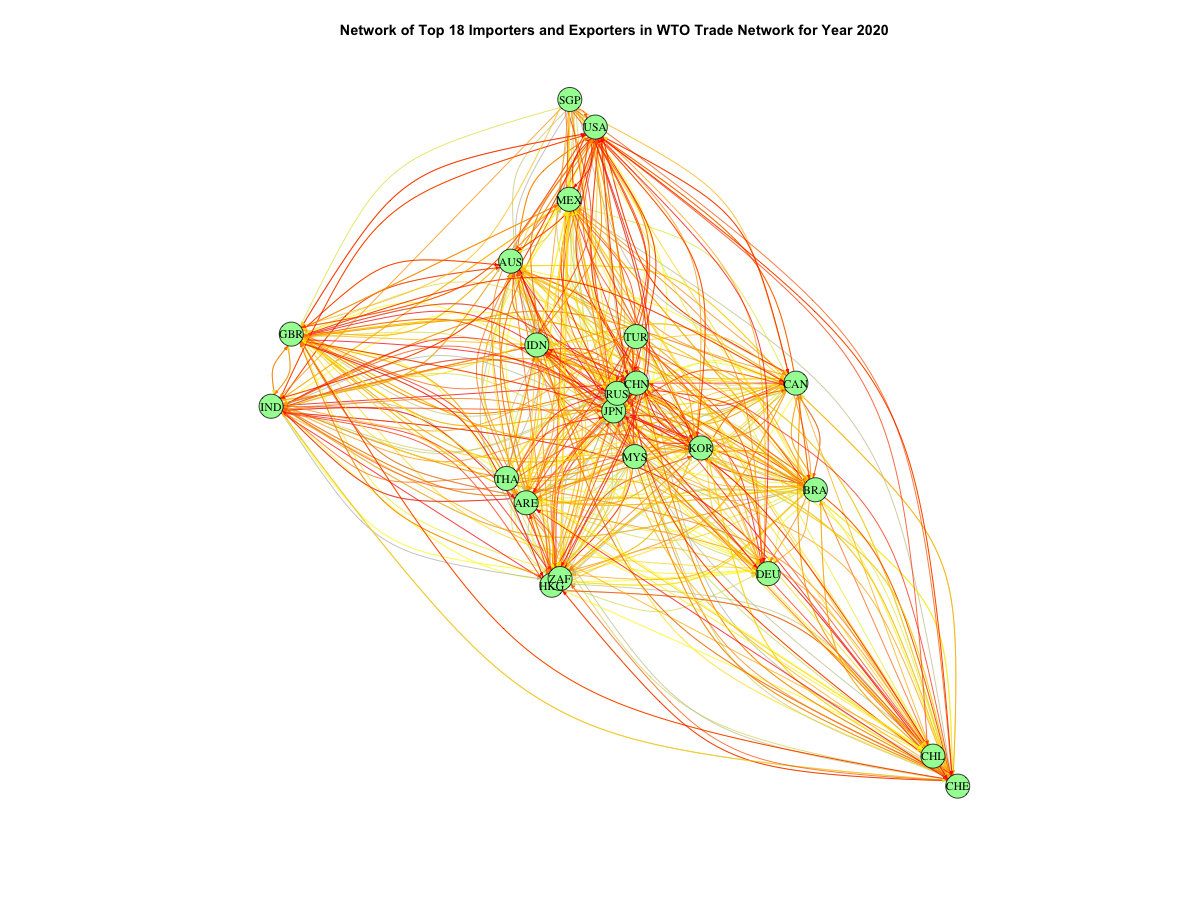 Network of Top 18 Importers and Exporters in WTO Trade Network for Year 2020
SGP
USA
MEX
AUS
GBR
IDN
TUR
CHN
CAN
RUS
IND
JPN
KOR
MYS
THA
BRA
ARE
DEU
ZAF
HKG
CHL
CHE